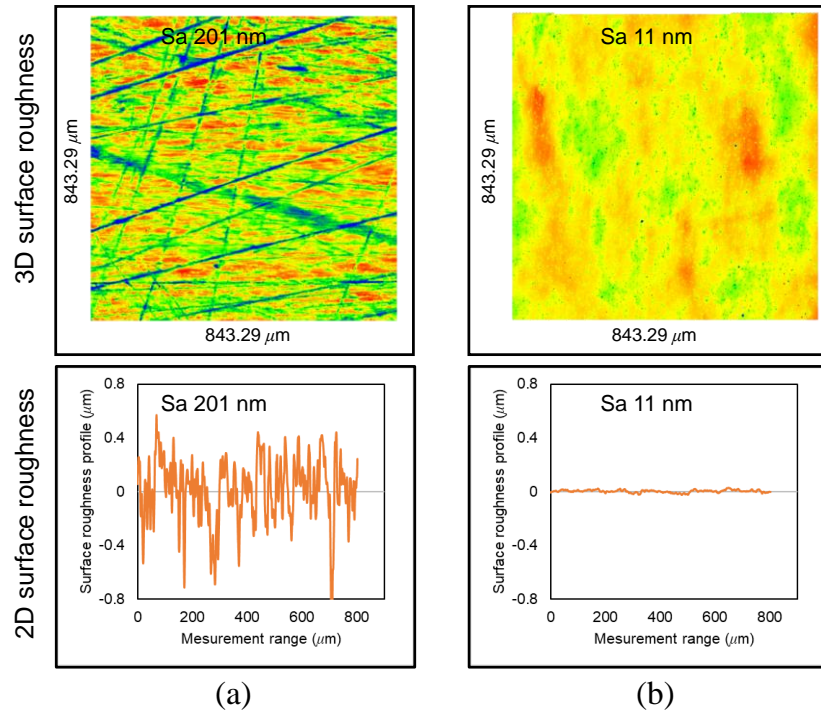 3D surface roughness
Sa 201 nm
843.29 μm
843.29 μm
Sa 11 nm
843.29 μm
843.29 μm
2D surface roughness
Sa 201 nm
Surface roughness profile (μm)
0.8
0.4
0
-0.4
-0.8
0
200
400
600
800
Mesurement range (μm)
Sa 11 nm
Surface roughness profile (μm)
0.8
0.4
0
-0.4
-0.8
0
200
400
600
800
Mesurement range (μm)
(a)
(b)